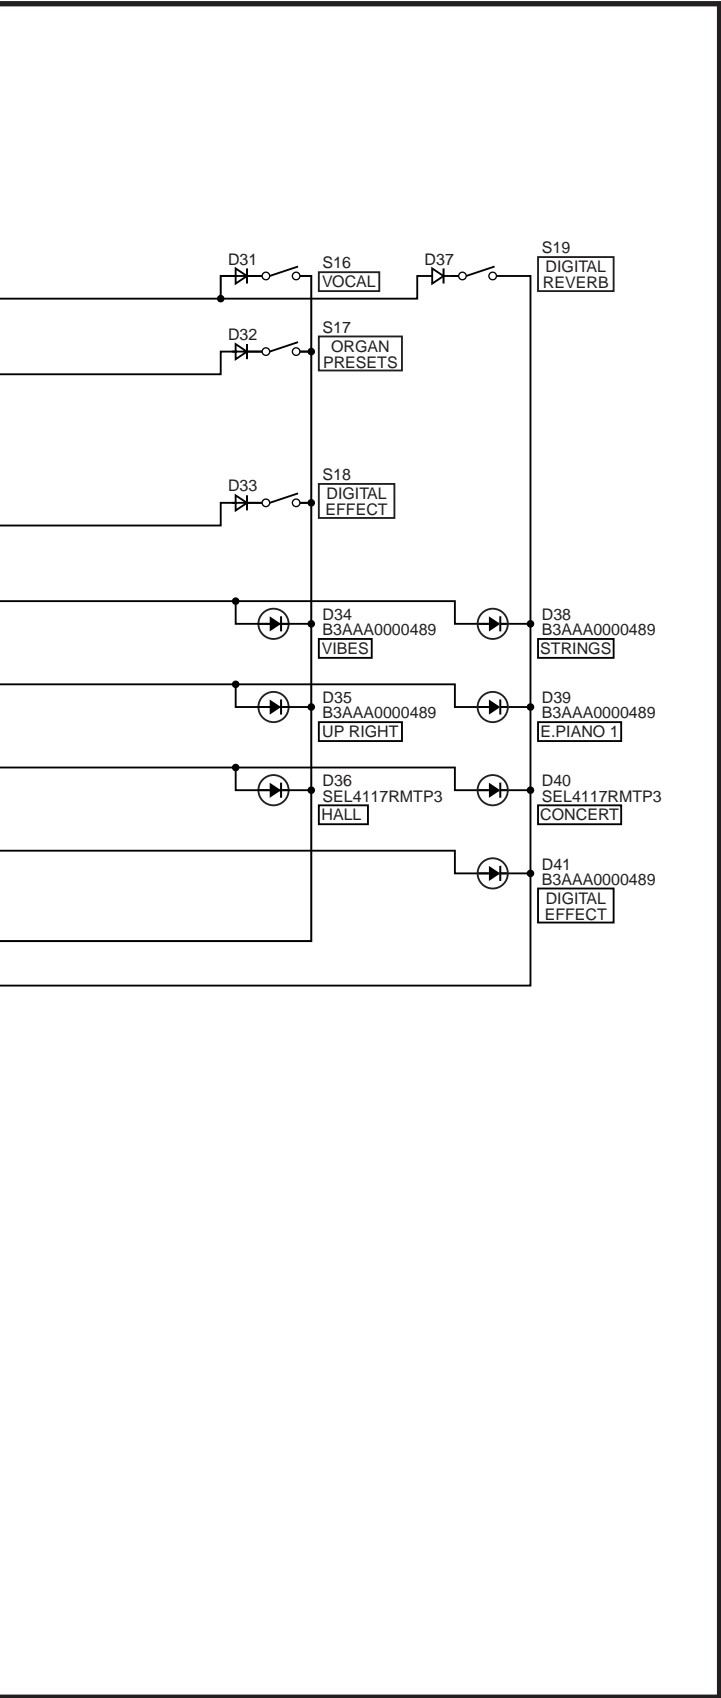 D31
S16
VOCAL
D37
S19
DIGITAL
REVERB
D32
S17
ORGAN
PRESETS
D33
S18
DIGITAL
EFFECT
D34
B3AAA0000489
VIBES
D38
B3AAA0000489
STRINGS
D35
B3AAA0000489
UP RIGHT
D39
B3AAA0000489
E.PIANO 1
D36
SEL4117RMTP3
HALL
D40
SEL4117RMTP3
CONCERT
D41
B3AAA0000489
DIGITAL
EFFECT